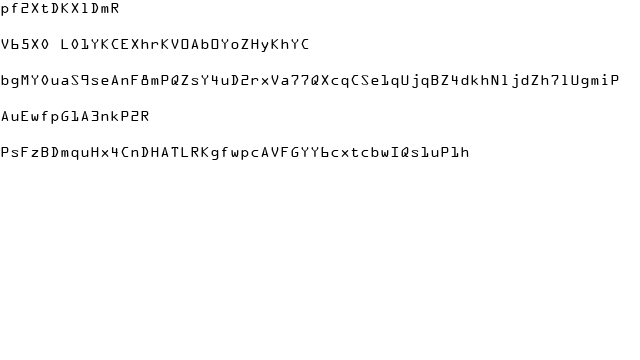 pf2XtDKX1DmR
V65X0 L01YKCEXhrKV0Ab0YoZHyKhYC
bgMY0uaS9seAnF8mPQZsY4uD2rxVa77QXcqCSe1qUjqBZ4dkhN1jdZh71UgmiP
AuEwfpG1A3nkP2R
PsFzBDmquHx4CnDHATLRKgfwpcAVFGYY6cxtcbwIQs1uP1h